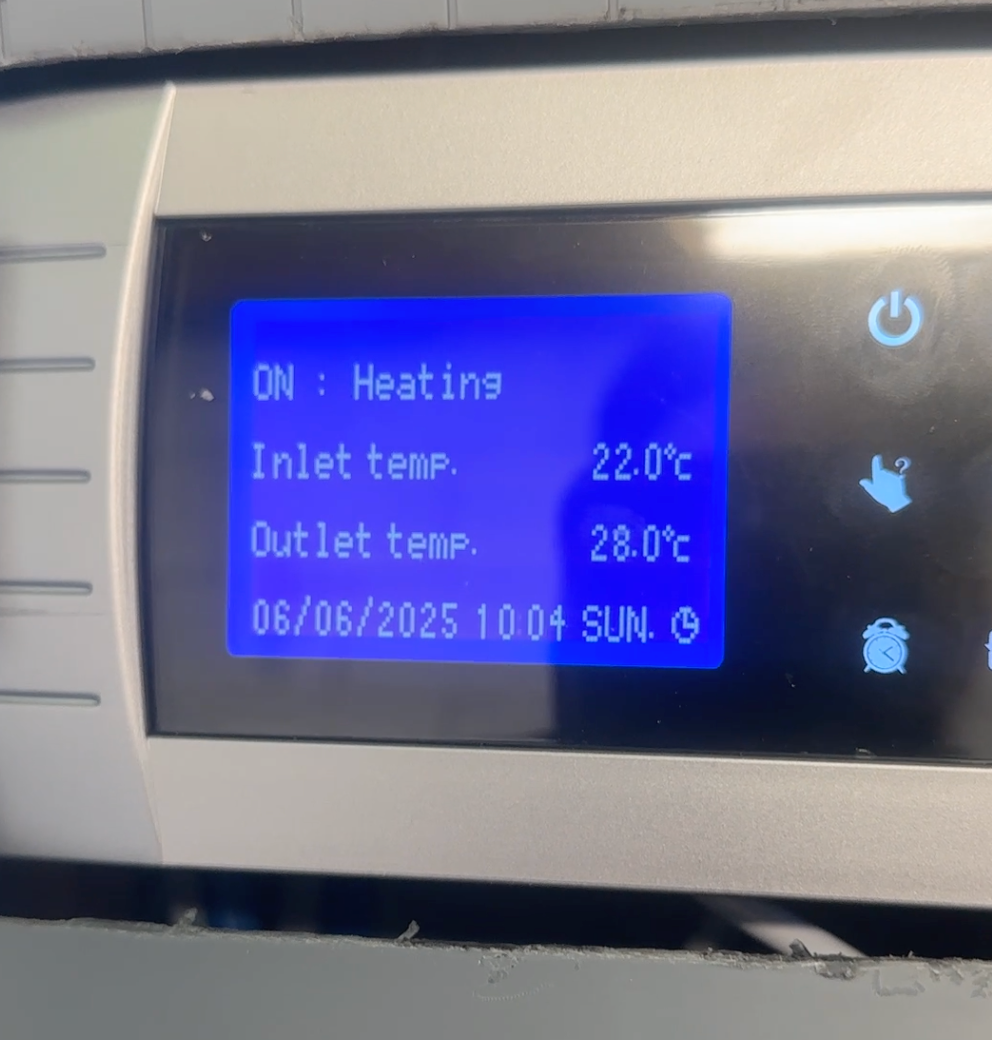 ON : Heating
Inlet temp. 22.0℃
Outlet temp. 28.0℃
06/06/2025 10:04 SUN.
?